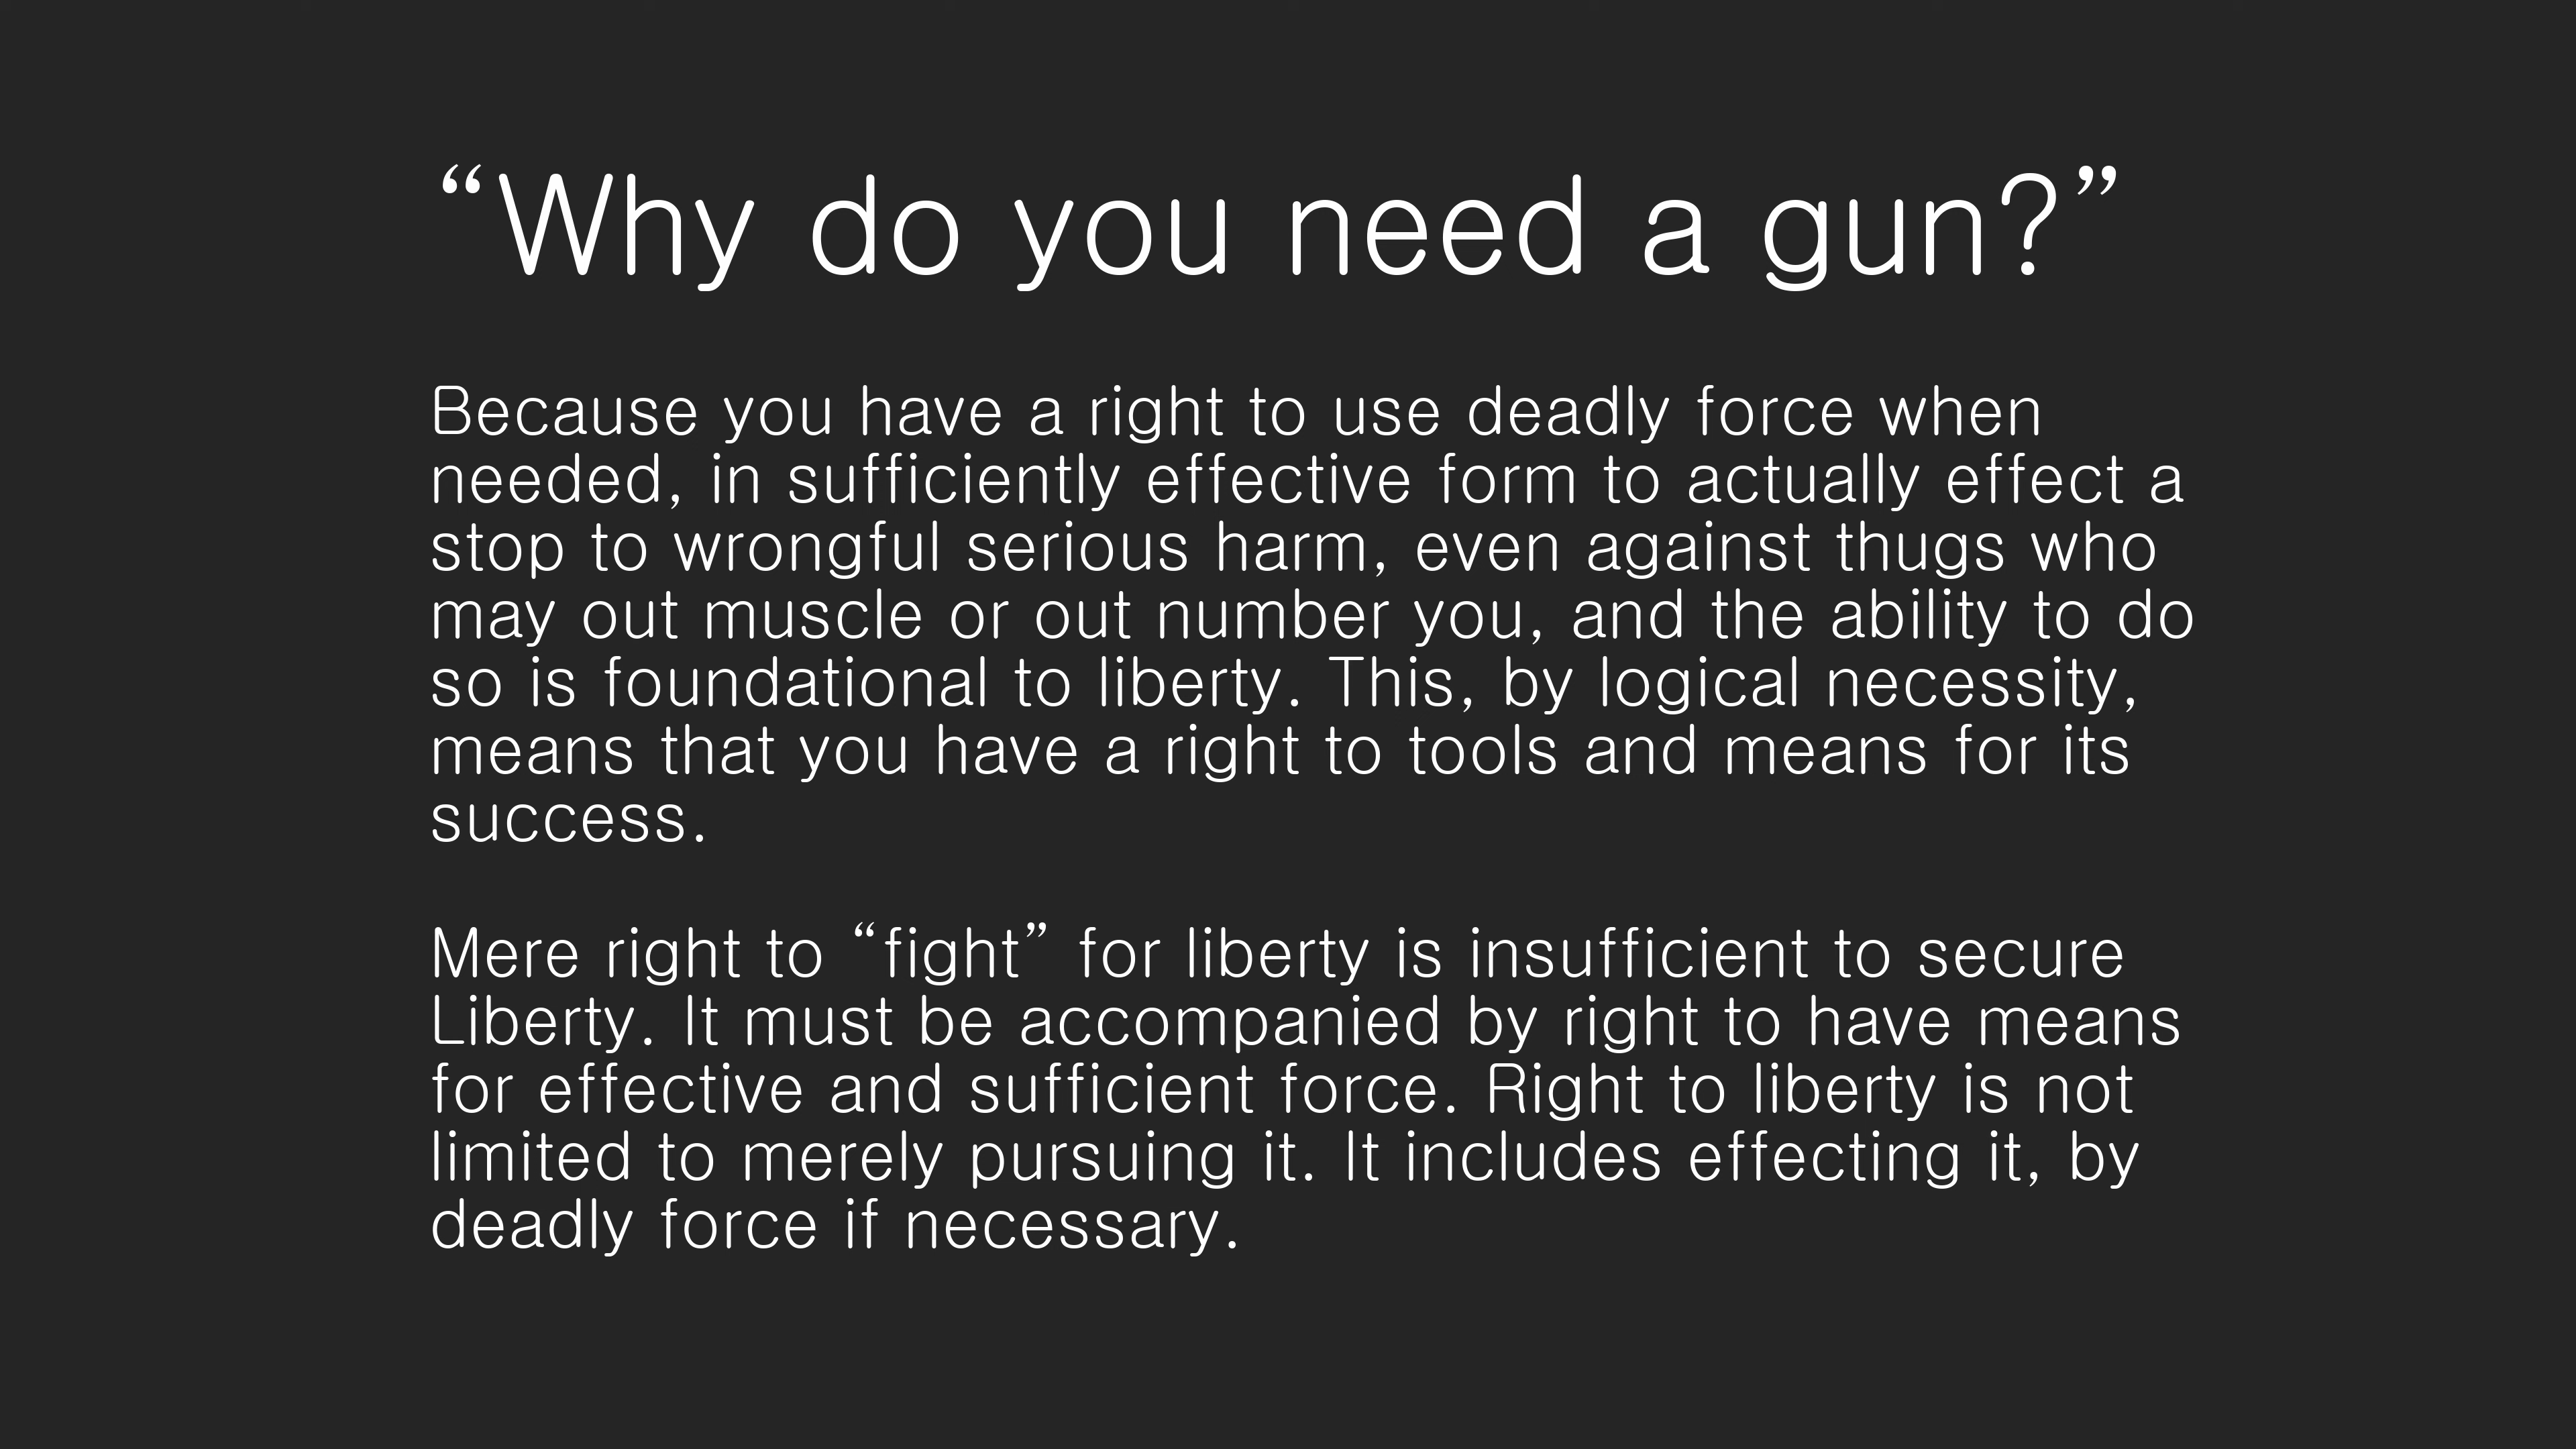 “Why do you need a gun?”
Because you have a right to use deadly force when
needed, in sufficiently effective form to actually effect a
stop to wrongful serious harm, even against thugs who
may out muscle or out number you, and the ability to do
so is foundational to liberty. This, by logical necessity,
means that you have a right to tools and means for its
success.
Mere right to “fight” for liberty is insufficient to secure
Liberty. It must be accompanied by right to have means
for effective and sufficient force. Right to liberty is not
limited to merely pursuing it. It includes effecting it, by
deadly force if necessary.